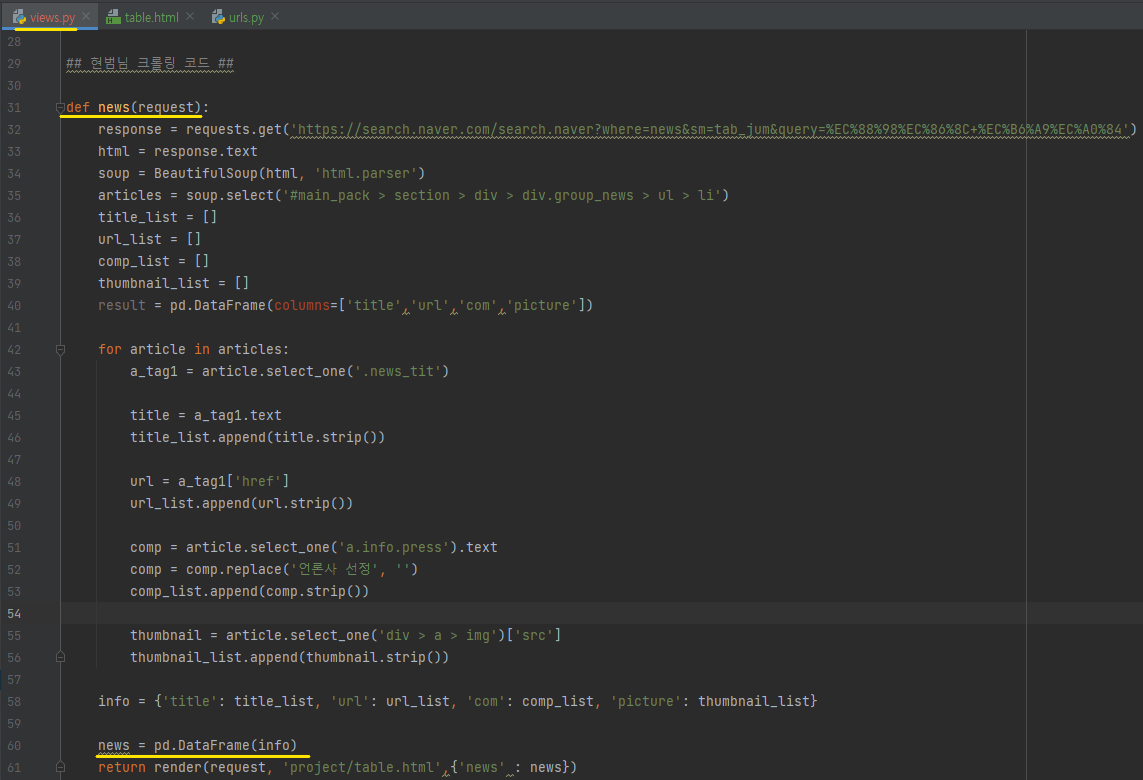 views.py table.html urls.py
28
29 ## 현범님 크롤링 코드 ##
30
31 def news(request):
32 response = requests.get('https://search.naver.com/search.naver?where=news&sm=tab_jum&query=%EC%88%98%EC%86%8C+%EC%B6%A9%EC%A0%84')
33 html = response.text
34 soup = BeautifulSoup(html, 'html.parser')
35 articles = soup.select('#main_pack > section > div > div.group_news > ul > li')
36 title_list = []
37 url_list = []
38 comp_list = []
39 thumbnail_list = []
40 result = pd.DataFrame(columns=['title','url','com','picture'])
41
42 for article in articles:
43 a_tag1 = article.select_one('.news_tit')
44
45 title = a_tag1.text
46 title_list.append(title.strip())
47
48 url = a_tag1['href']
49 url_list.append(url.strip())
50
51 comp = article.select_one('a.info.press').text
52 comp = comp.replace('언론사 선정', '')
53 comp_list.append(comp.strip())
54
55 thumbnail = article.select_one('div > a > img')['src']
56 thumbnail_list.append(thumbnail.strip())
57
58 info = {'title': title_list, 'url': url_list, 'com': comp_list, 'picture': thumbnail_list}
59
60 news = pd.DataFrame(info)
61 return render(request, 'project/table.html',{'news' : news})